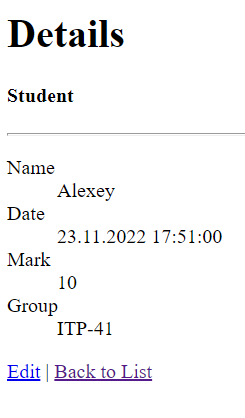 Details
Student
Name
Alexey
Date
23.11.2022 17:51:00
Mark
10
Group
ITP-41
Edit | Back to List